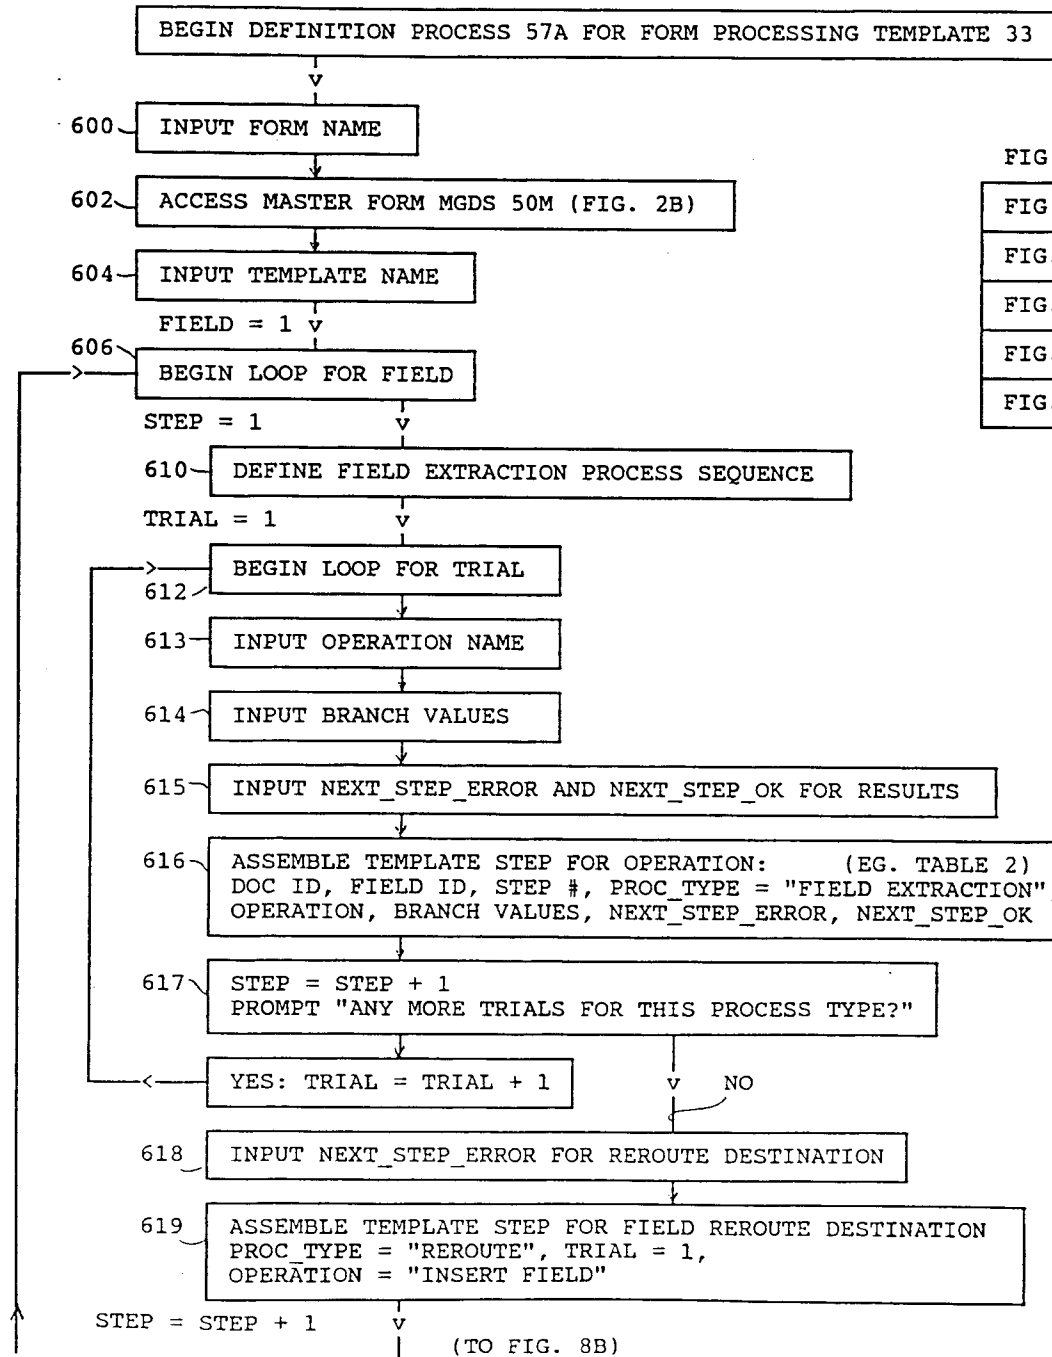 BEGIN DEFINITION PROCESS 57A FOR FORM PROCESSING TEMPLATE 33
600 INPUT FORM NAME
602 ACCESS MASTER FORM MGDS 50M (FIG. 2B)
604 INPUT TEMPLATE NAME
FIELD = 1
606
BEGIN LOOP FOR FIELD
STEP = 1
610 DEFINE FIELD EXTRACTION PROCESS SEQUENCE
TRIAL = 1
BEGIN LOOP FOR TRIAL
612
613 INPUT OPERATION NAME
614 INPUT BRANCH VALUES
615 INPUT NEXT_STEP_ERROR AND NEXT_STEP_OK FOR RESULTS
616 ASSEMBLE TEMPLATE STEP FOR OPERATION: (EG. TABLE 2)
DOC ID, FIELD ID, STEP #, PROC_TYPE = "FIELD EXTRACTION"
OPERATION, BRANCH VALUES, NEXT_STEP_ERROR, NEXT_STEP_OK
617 STEP = STEP + 1
PROMPT "ANY MORE TRIALS FOR THIS PROCESS TYPE?"
YES: TRIAL = TRIAL + 1
NO
618 INPUT NEXT_STEP_ERROR FOR REROUTE DESTINATION
619 ASSEMBLE TEMPLATE STEP FOR FIELD REROUTE DESTINATION
PROC_TYPE = "REROUTE", TRIAL = 1,
OPERATION = "INSERT FIELD"
STEP = STEP + 1
(TO FIG. 8B)
FIG
FIG
FIG.
FIG.
FIG.
FIG.